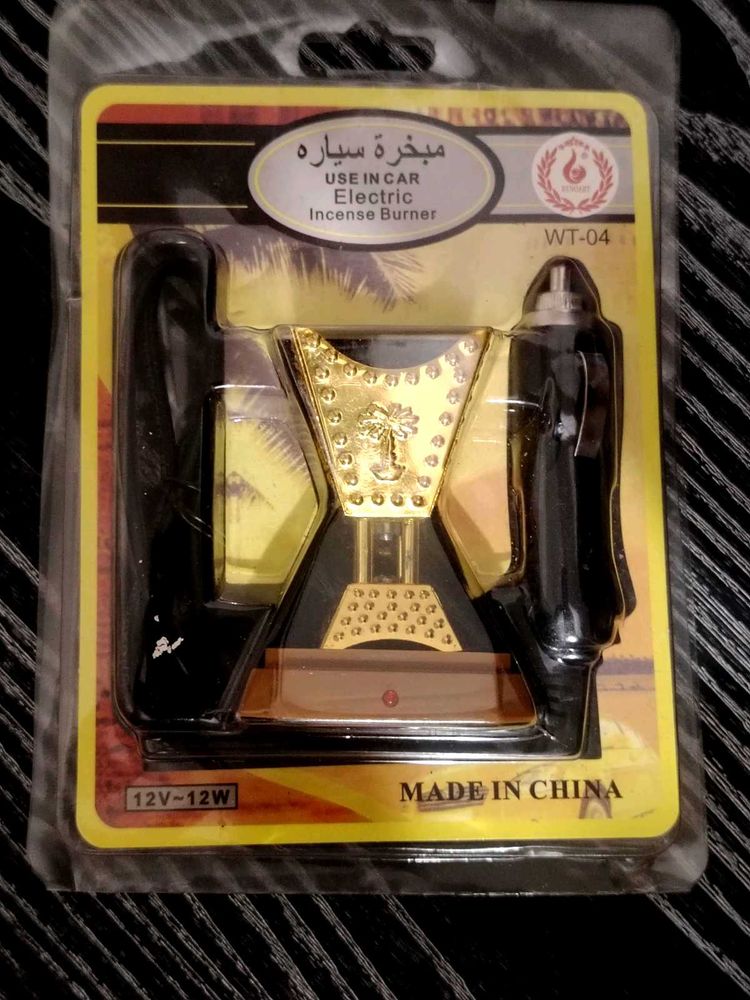 مبخرة سياره
USE IN CAR
Electric
Incense Burner
®
WT-04
12V~12W
MADE IN CHINA